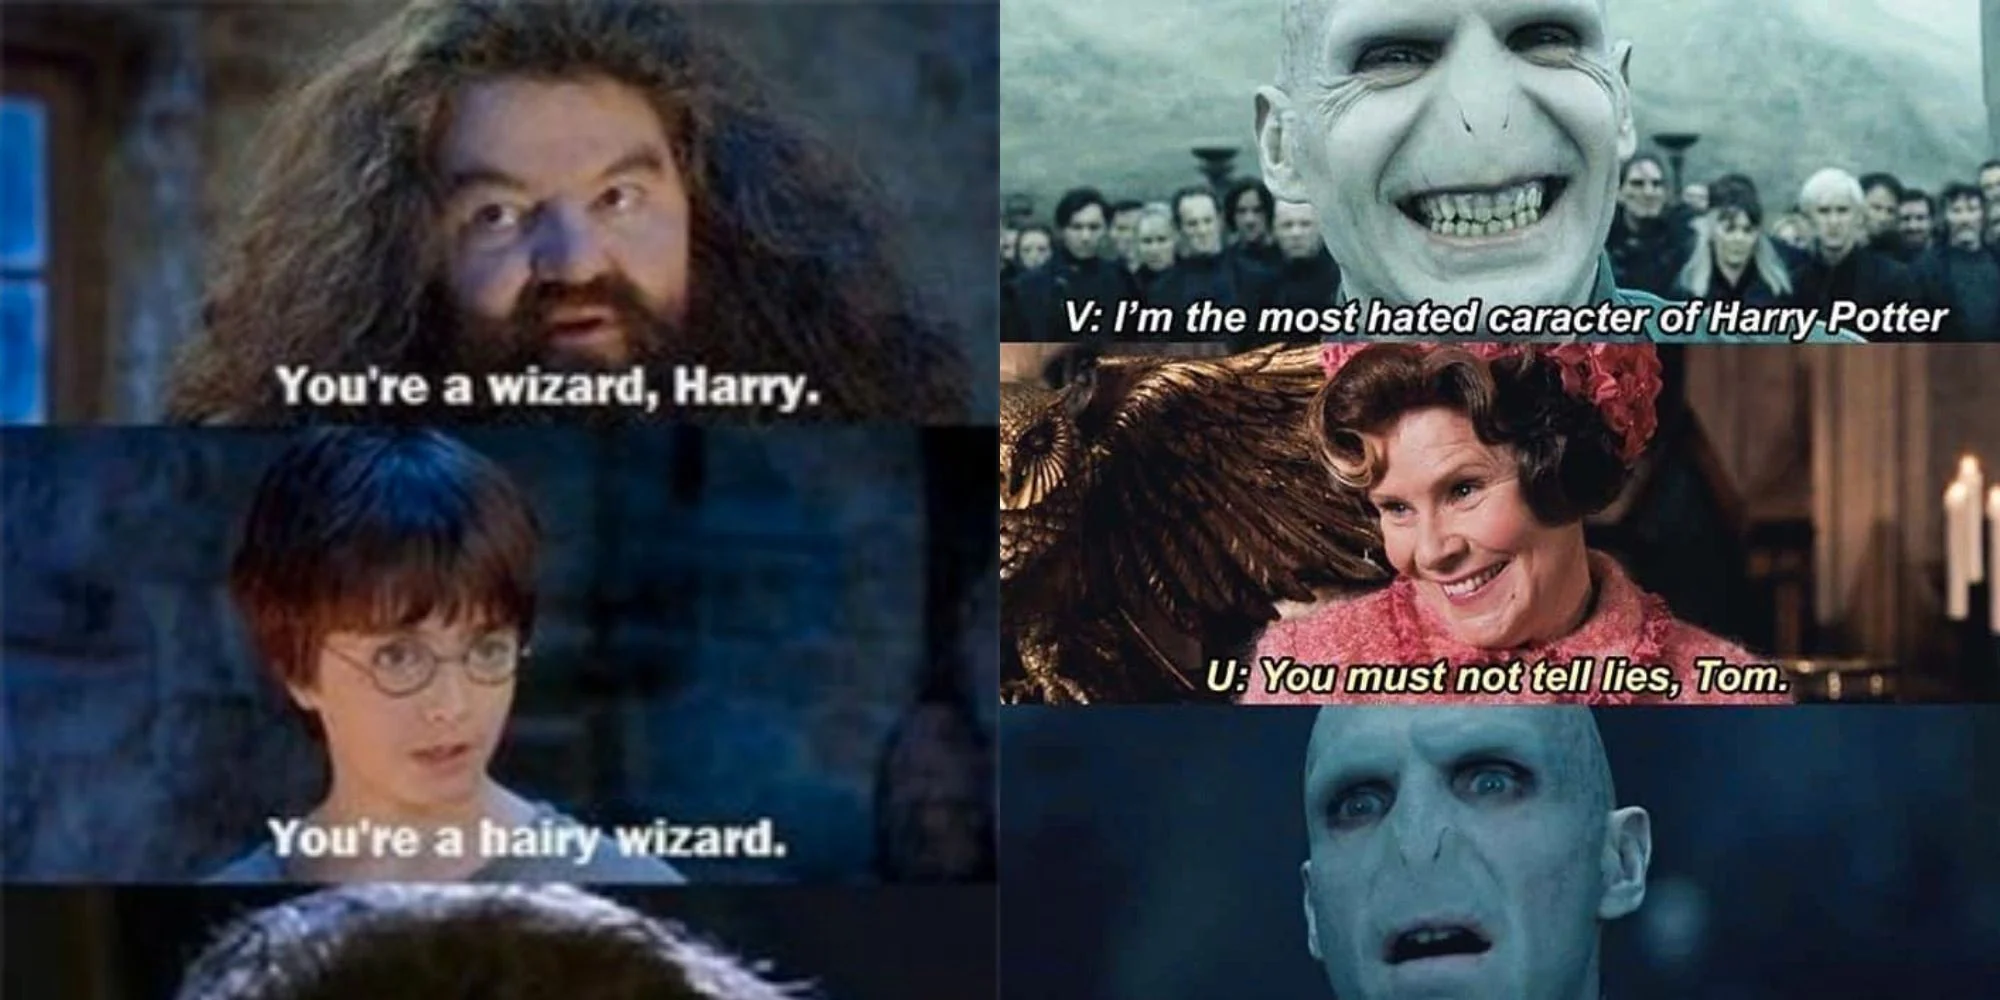 You're a wizard, Harry.
You're a hairy wizard.
V: I'm the most hated caracter of Harry Potter
U: You must not tell lies, Tom.